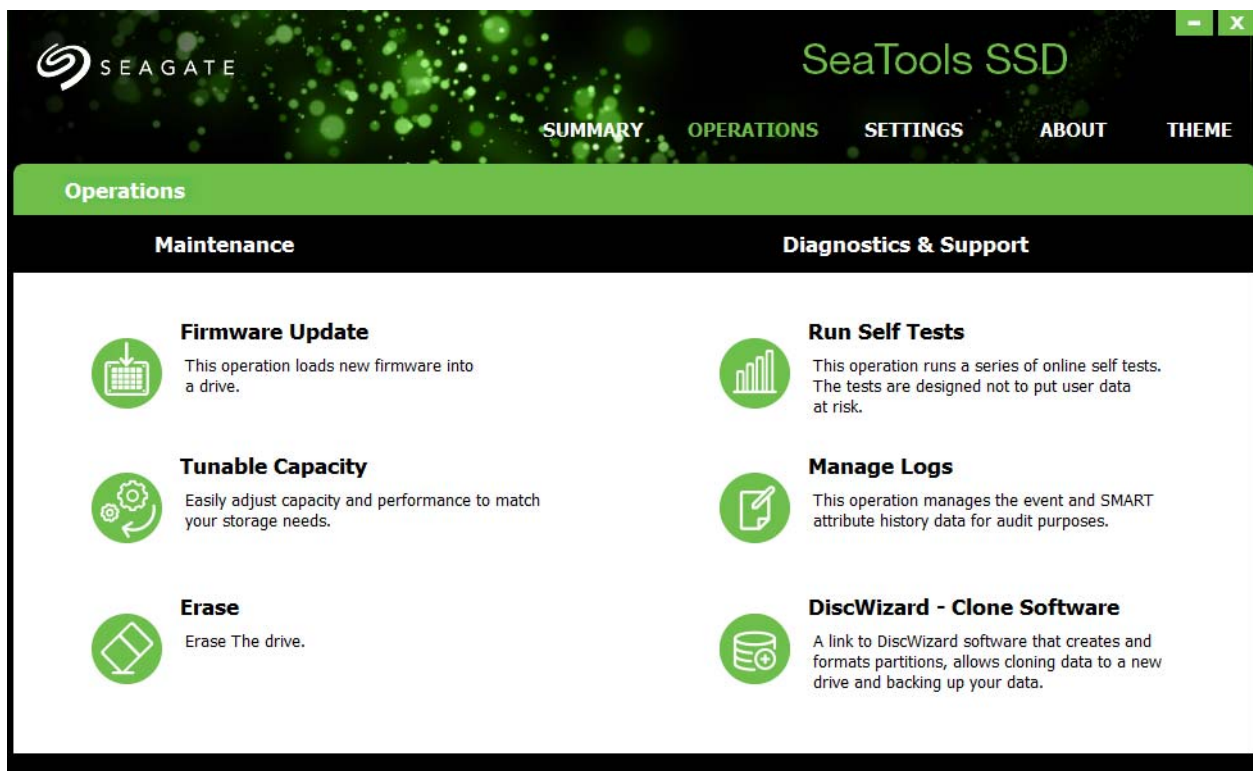 SEAGATE
SeaTools SSD
SUMMARY OPERATIONS SETTINGS ABOUT THEME
Operations
Maintenance
Diagnostics & Support
Firmware Update
This operation loads new firmware into
a drive.
Tunable Capacity
Easily adjust capacity and performance to match
your storage needs.
Erase
Erase The drive.
Run Self Tests
This operation runs a series of online self tests.
The tests are designed not to put user data
at risk.
Manage Logs
This operation manages the event and SMART
attribute history data for audit purposes.
DiscWizard - Clone Software
A link to DiscWizard software that creates and
formats partitions, allows cloning data to a new
drive and backing up your data.